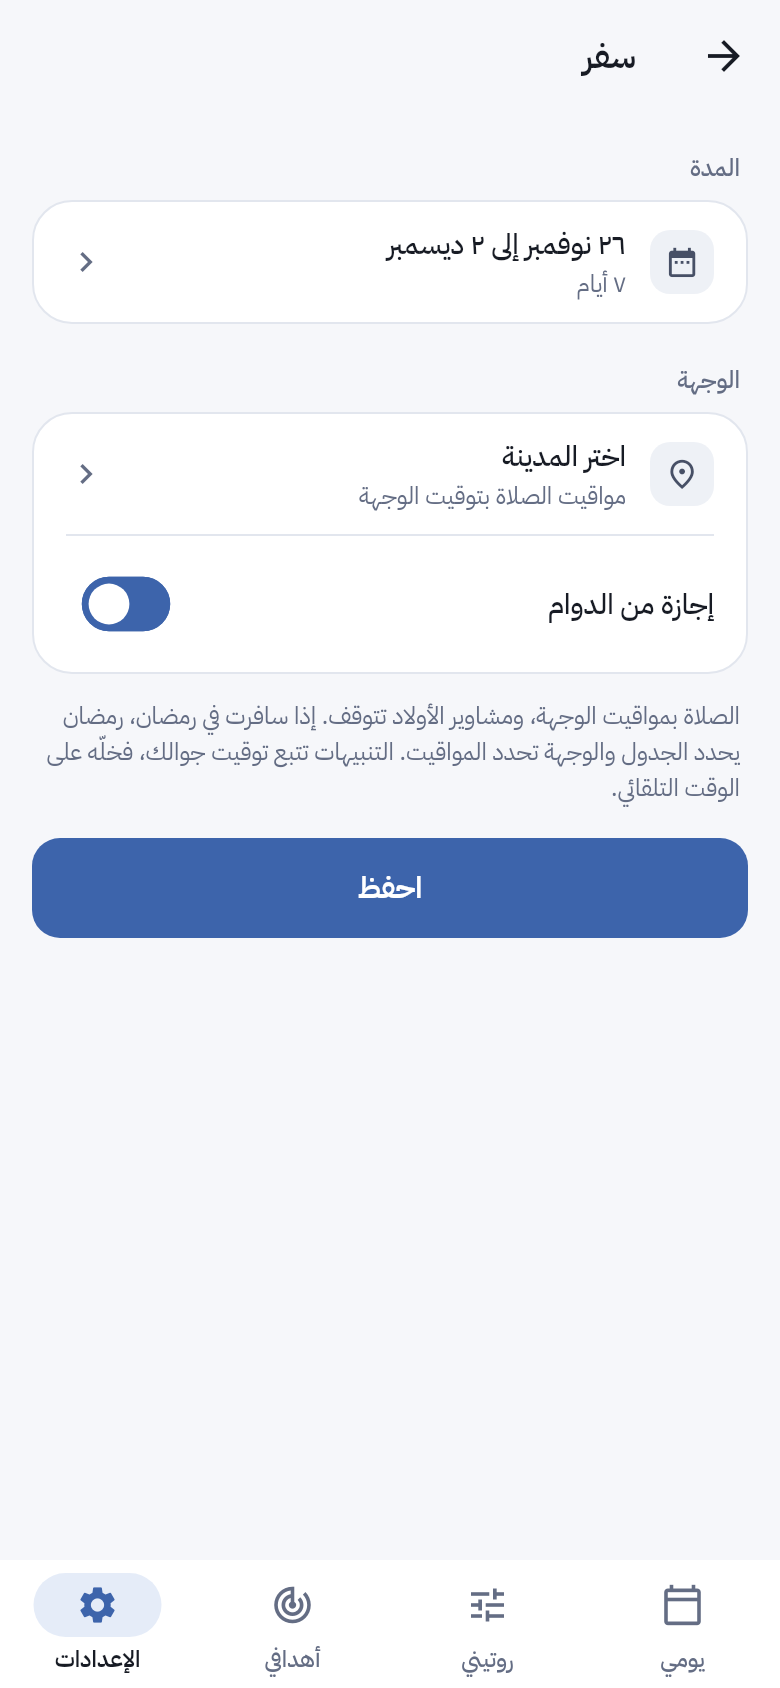 سفر
المدة
٢٦ نوفمبر إلى ٢ ديسمبر
٧ أيام
الوجهة
اختر المدينة
مواقيت الصلاة بتوقيت الوجهة
إجازة من الدوام
الصلاة بمواقيت الوجهة، ومشاوير الأولاد تتوقف. إذا سافرت في رمضان، رمضان
يحدد الجدول والوجهة تحدد المواقيت. التنبيهات تتبع توقيت جوالك، فخلّه على
الوقت التلقائي.
احفظ
يومي
روتيني
أهدافي
الإعدادات